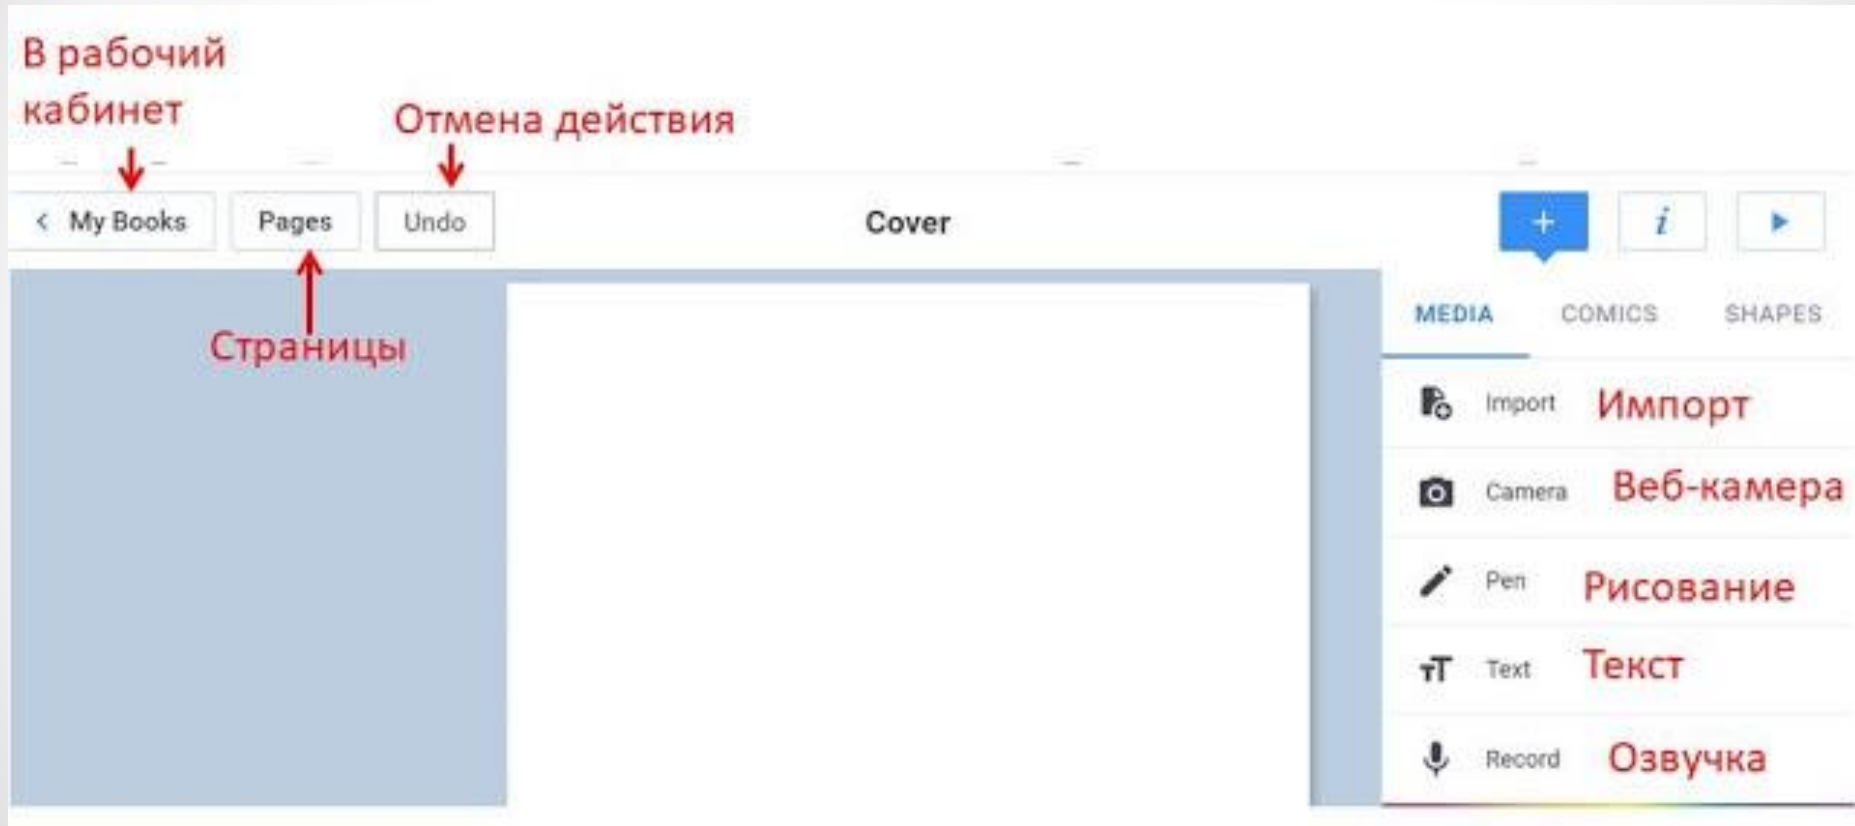 В рабочий
кабинет
Отмена действия
My Books Pages Undo Cover + i
Страницы
MEDIA COMICS SHAPES
Import Импорт
Camera Веб-камера
Pen Рисование
Text Текст
Record Озвучка